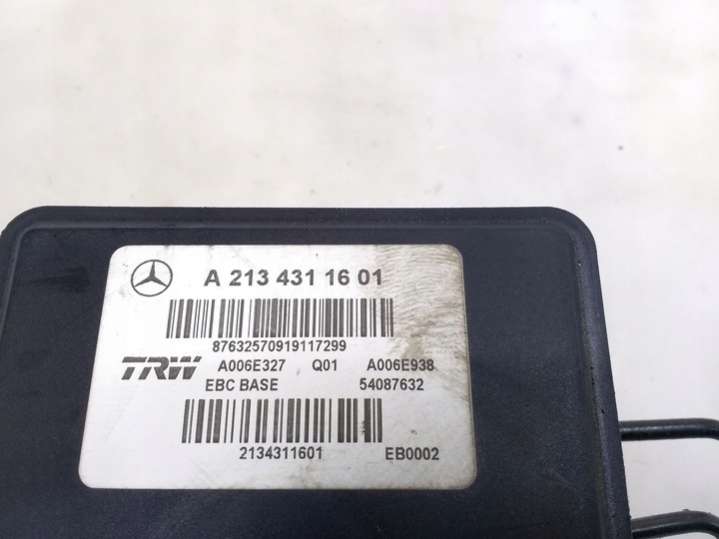 A 213 431 16 01
87632570919117299
TRW A006E327 Q01 A006E938
EBC BASE 54087632
2134311601 EB0002